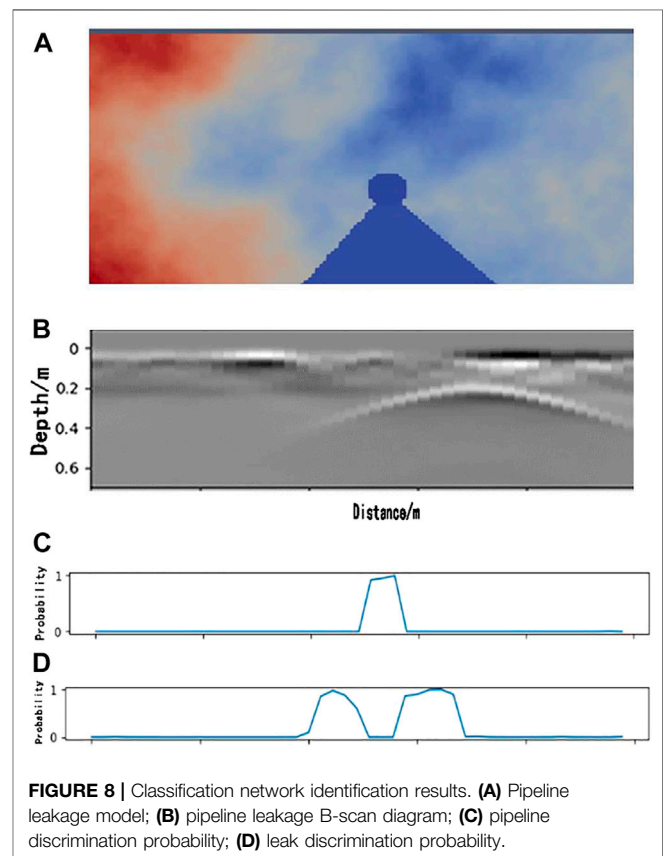 A
B
0
0.2
0.4
0.6
Depth/m
Distance/m
C
1
0
Probability
D
1
0
Probability
FIGURE 8 | Classification network identification results. (A) Pipeline
leakage model; (B) pipeline leakage B-scan diagram; (C) pipeline
discrimination probability; (D) leak discrimination probability.